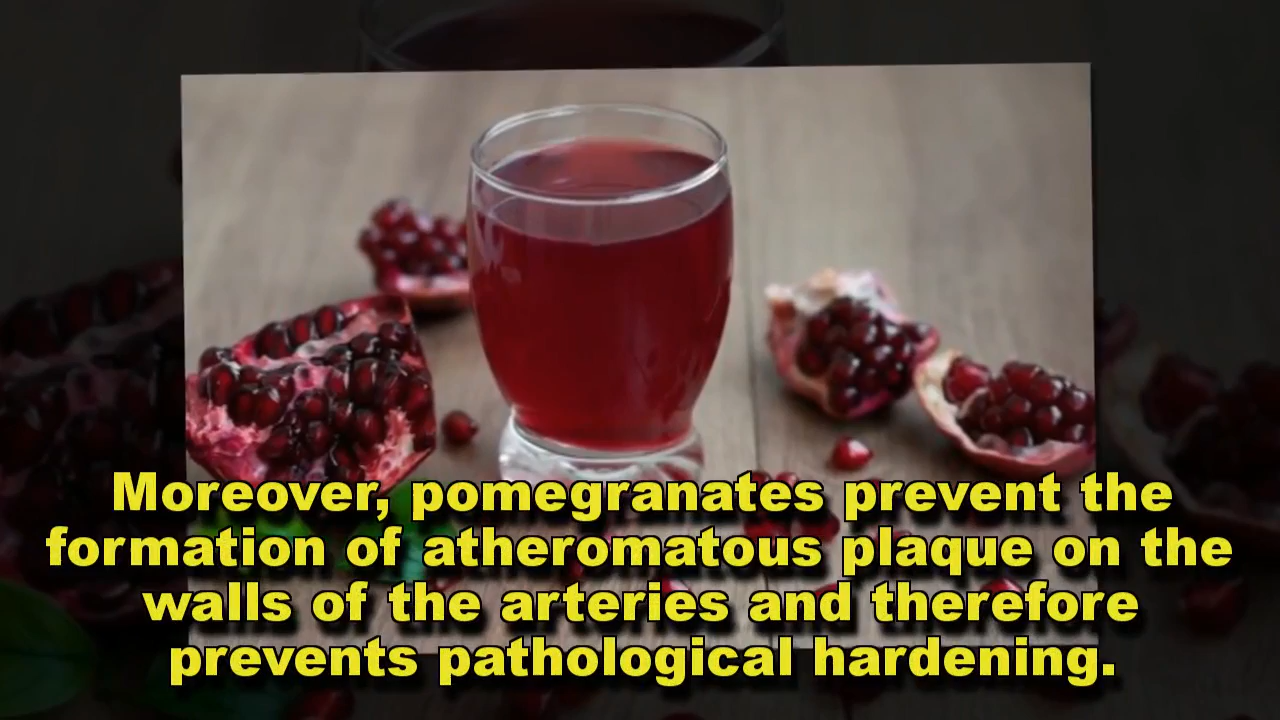 Moreover, pomegranates prevent the
formation of atheromatous plaque on the
walls of the arteries and therefore
prevents pathological hardening.